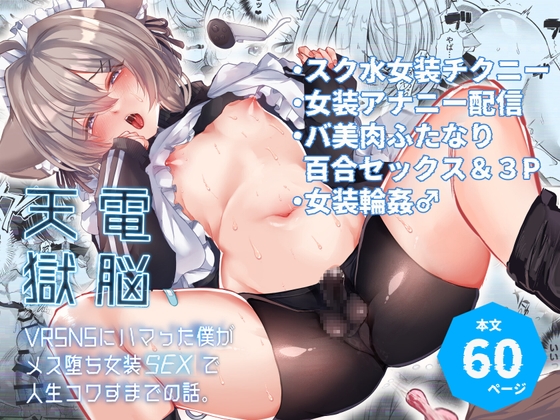 ・スク水女装チクニー
・女装アナニー配信
・バ美肉ふたなり
百合セックス＆３Ｐ
・女装輪姦♂
電脳
天獄
VRSNSにハマった僕が
メス堕ち女装SEXで
人生コワすまでの話。
本文
60
ページ